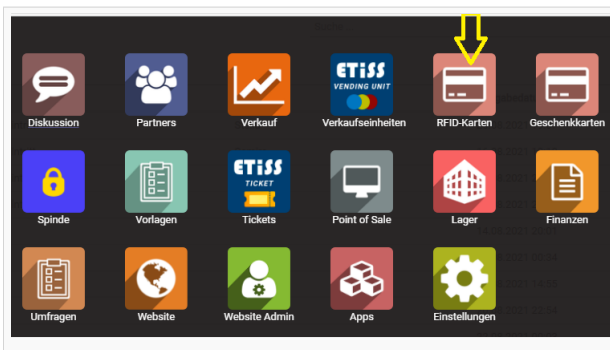 ETiSS
VENDING UNIT
Diskussion
Partners
Verkauf
Verkaufseinheiten
RFID-Karten
Geschenkkarten
ETiSS
TICKET
Spinde
Vorlagen
Tickets
Point of Sale
Lager
Finanzen
Umfragen
Website
Website Admin
Apps
Einstellungen